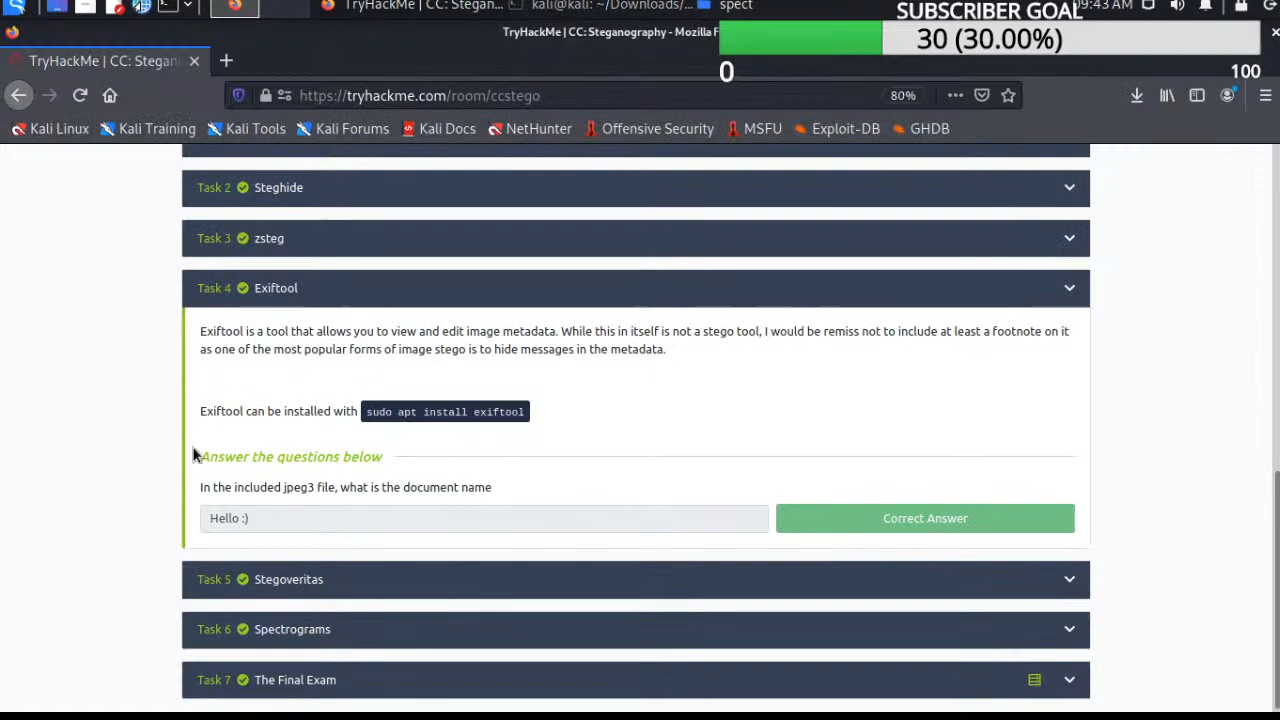 TryHackMe | CC: Stegan...
kali@kali: ~/Downloads/...
spect
09:43 AM
SUBSCRIBER GOAL
TryHackMe | CC: Steganography - Mozilla F
30 (30.00%)
TryHackMe | CC: Stegan
0
100
https://tryhackme.com/room/ccstego
80%
Kali Linux
Kali Training
Kali Tools
Kali Forums
Kali Docs
NetHunter
Offensive Security
MSFU
Exploit-DB
GHDB
Task 2 Steghide
Task 3 zsteg
Task 4 Exiftool
Exiftool is a tool that allows you to view and edit image metadata. While this in itself is not a stego tool, I would be remiss not to include at least a footnote on it
as one of the most popular forms of image stego is to hide messages in the metadata.
Exiftool can be installed with sudo apt install exiftool
Answer the questions below
In the included jpeg3 file, what is the document name
Hello :)
Correct Answer
Task 5 Stegoveritas
Task 6 Spectrograms
Task 7 The Final Exam